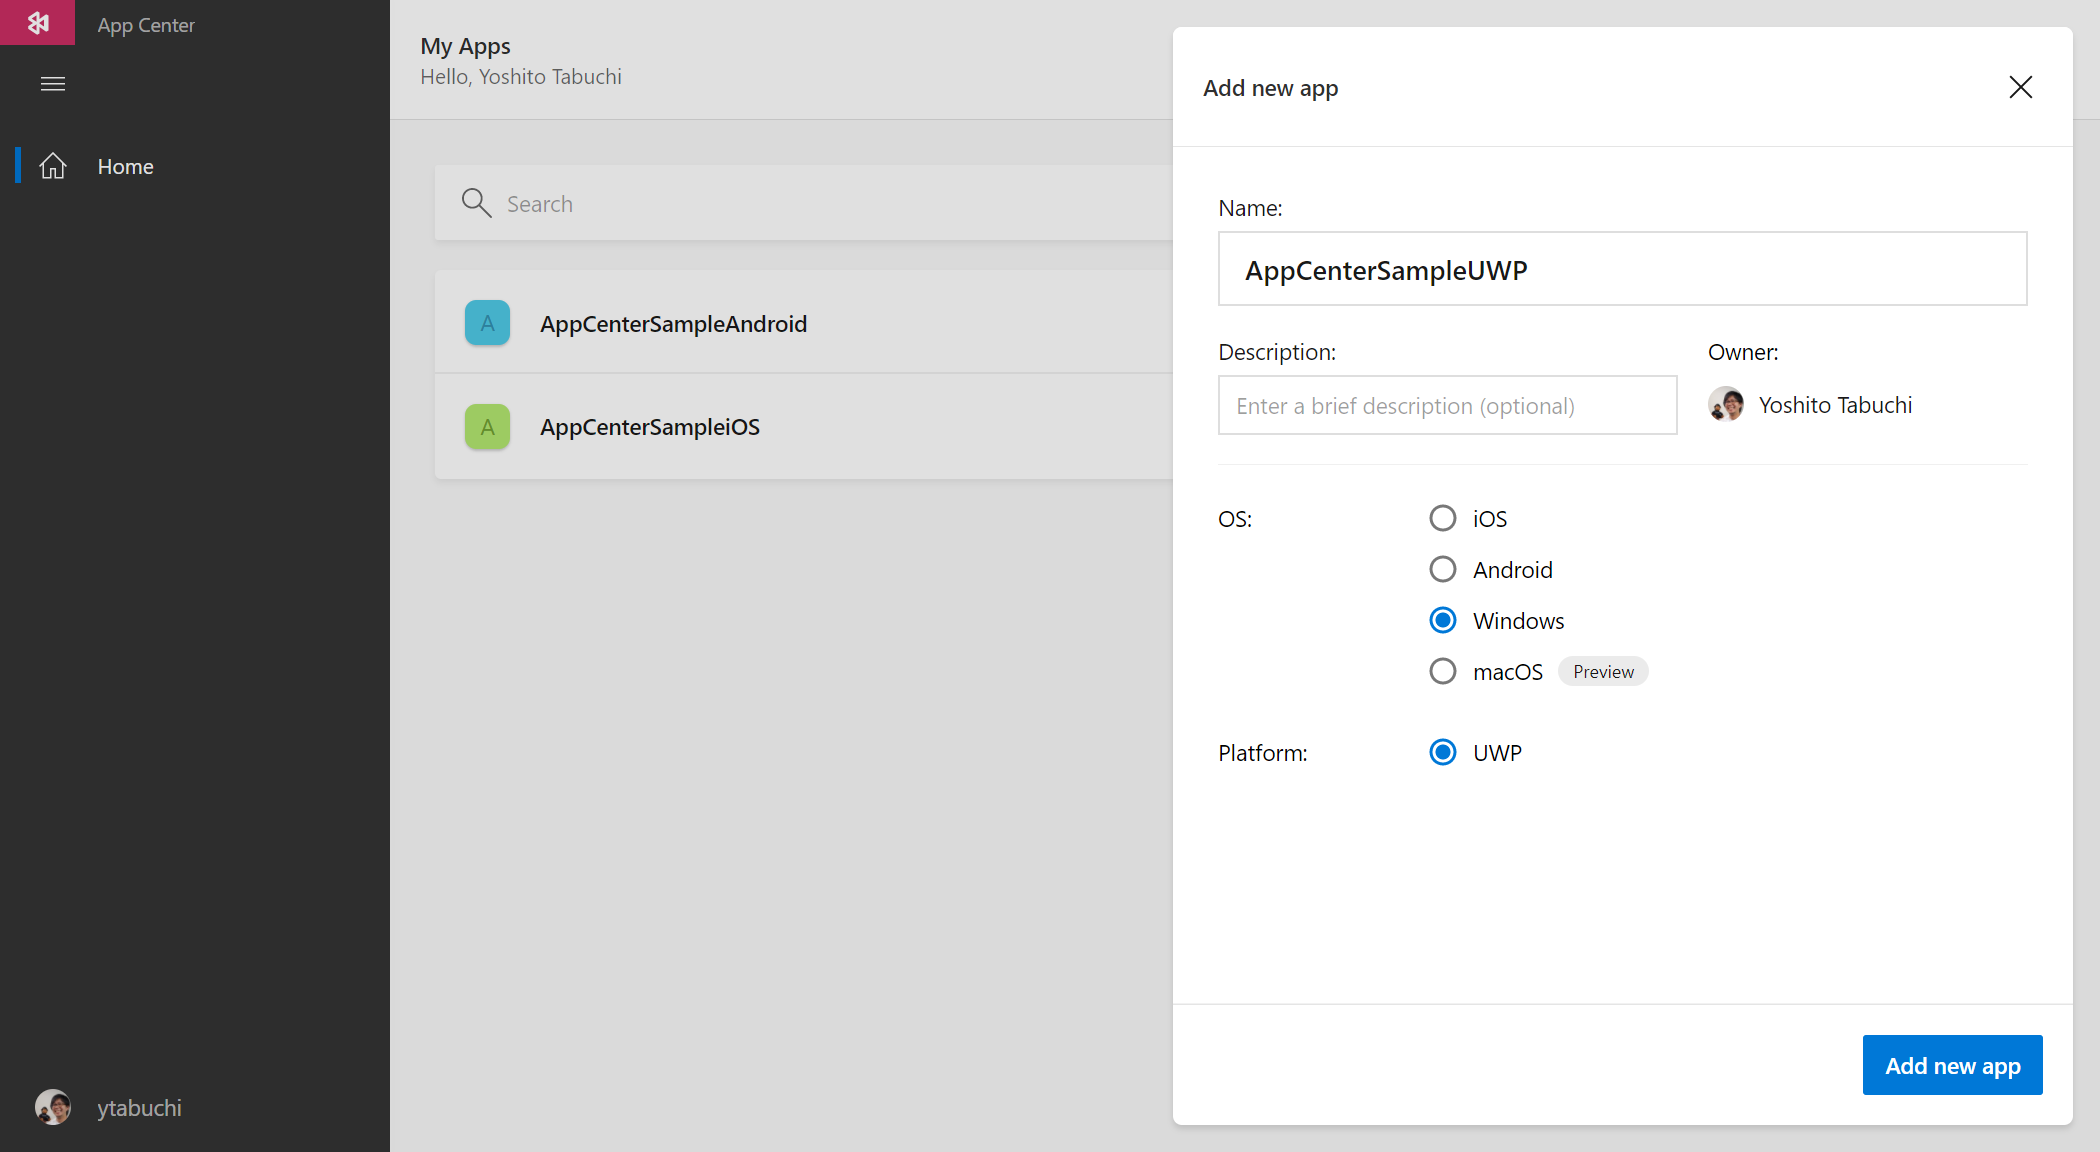 App Center
Home
ytabuchi
My Apps
Hello, Yoshito Tabuchi
Search
A
AppCenterSampleAndroid
A
AppCenterSampleiOS
Add new app
Name:
AppCenterSampleUWP
Description:
Owner:
Enter a brief description (optional)
Yoshito Tabuchi
OS:
iOS
Android
Windows
macOS Preview
Platform:
UWP
Add new app